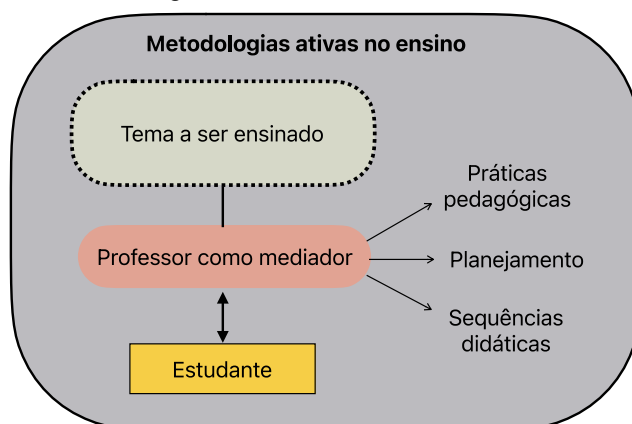 Metodologias ativas no ensino
Tema a ser ensinado
Professor como mediador
Estudante
Práticas
pedagógicas
Planejamento
Sequências
didáticas